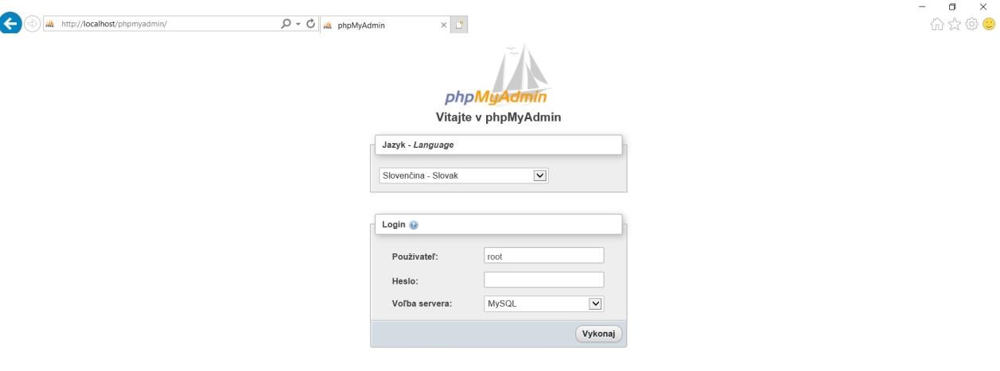 http://localhost/phpmyadmin/
phpMyAdmin
phpMyAdmin
Vitajte v phpMyAdmin
Jazyk - Language
Slovenčina - Slovak
Login
Používateľ:
root
Heslo:
Voľba servera:
MySQL
Vykonaj